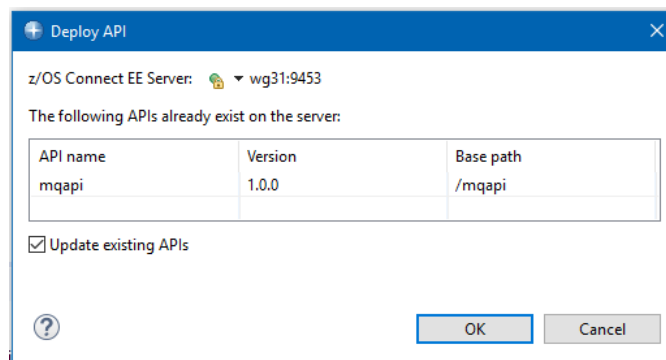 Deploy API
z/OS Connect EE Server: wg31:9453
The following APIs already exist on the server:
API name Version Base path
mqapi 1.0.0 /mqapi
Update existing APIs
? OK Cancel